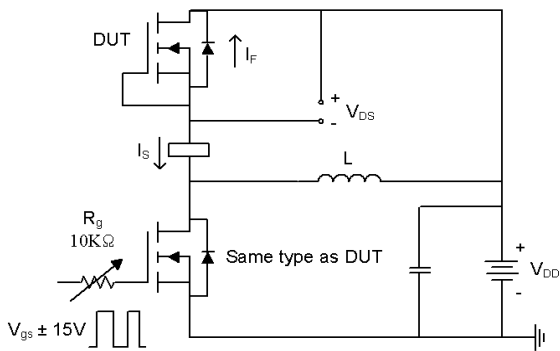 DUT
I_F
+
V_DS
-
I_S
L
R_g
10KΩ
Same type as DUT
+
V_DD
-
V_gs ± 15V